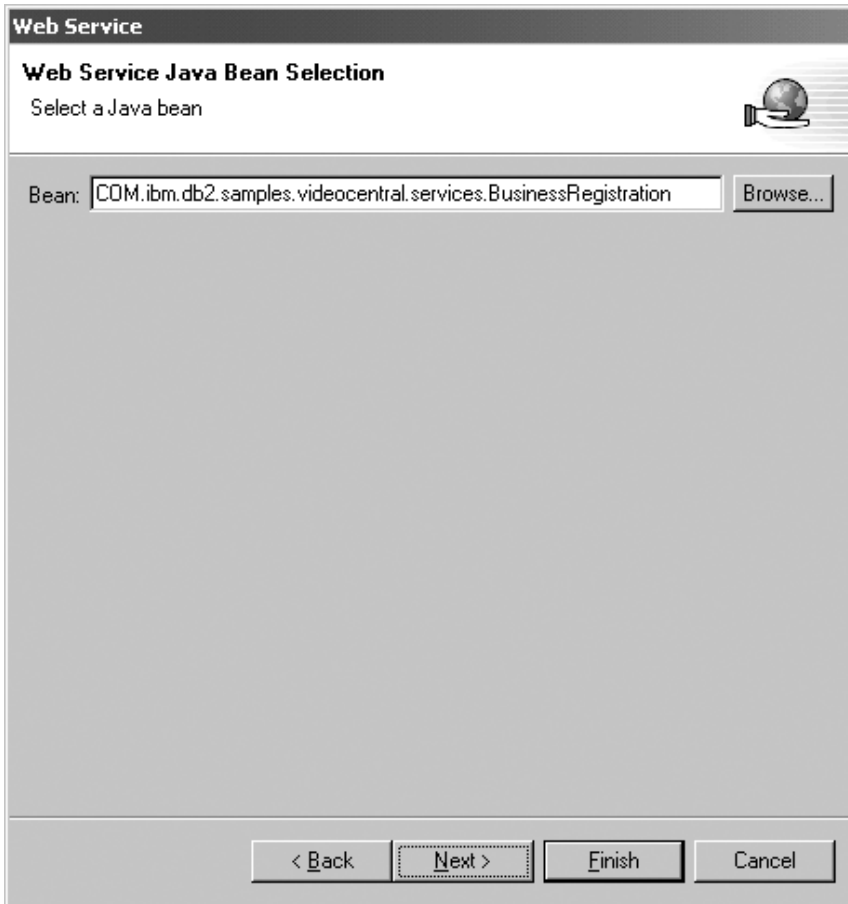 Web Service
Web Service Java Bean Selection
Select a Java bean
Bean: COM.ibm.db2.samples.videocentral.services.BusinessRegistration Browse...
< Back Next > Finish Cancel